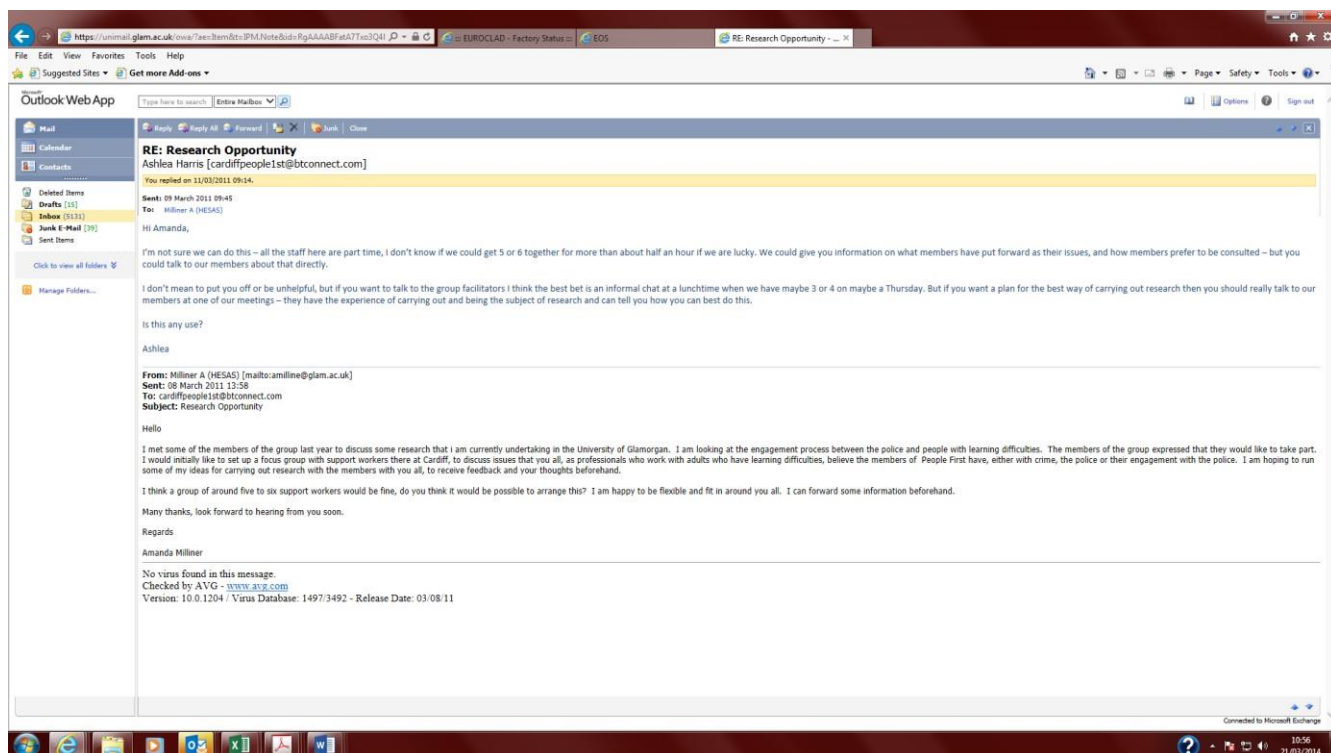 https://unimail.glam.ac.uk/owa/?ae=Item&t=IPM.Note&id=
EUROCLAD - Factory Status
EOS
RE: Research Opportunity - ...
File Edit View Favorites Tools Help
Suggested Sites Get more Add-ons
Page Safety Tools
Microsoft
Outlook Web App
Type here to search Entire Mailbox
Options Sign out
Mail
Calendar
Contacts
Deleted Items
Drafts [15]
Inbox (5131)
Junk E-Mail [39]
Sent Items
Click to view all folders
Manage Folders...
Reply Reply All Forward Junk Close
RE: Research Opportunity
Ashlea Harris [cardiffpeople1st@btconnect.com]
You replied on 11/03/2011 09:14.
Sent: 09 March 2011 09:45
To: Milliner A (HESAS)
Hi Amanda,
I'm not sure we can do this – all the staff here are part time, I don't know if we could get 5 or 6 together for more than about half an hour if we are lucky. We could give you information on what members have put forward as their issues, and how members prefer to be consulted – but you
could talk to our members about that directly.
I don't mean to put you off or be unhelpful, but if you want to talk to the group facilitators I think the best bet is an informal chat at a lunchtime when we have maybe 3 or 4 on maybe a Thursday. But if you want a plan for the best way of carrying out research then you should really talk to our
members at one of our meetings – they have the experience of carrying out and being the subject of research and can tell you how you can best do this.
Is this any use?
Ashlea
From: Milliner A (HESAS) [mailto:amilline@glam.ac.uk]
Sent: 08 March 2011 13:58
To: cardiffpeople1st@btconnect.com
Subject: Research Opportunity
Hello
I met some of the members of the group last year to discuss some research that i am currently undertaking in the University of Glamorgan. I am looking at the engagement process between the police and people with learning difficulties. The members of the group expressed that they would like to take part.
I would initially like to set up a focus group with support workers there at Cardiff, to discuss issues that you all, as professionals who work with adults who have learning difficulties, believe the members of People First have, either with crime, the police or their engagement with the police. I am hoping to run
some of my ideas for carrying out research with the members with you all, to receive feedback and your thoughts beforehand.
I think a group of around five to six support workers would be fine, do you think it would be possible to arrange this? I am happy to be flexible and fit in around you all. I can forward some information beforehand.
Many thanks, look forward to hearing from you soon.
Regards
Amanda Milliner
No virus found in this message.
Checked by AVG - www.avg.com
Version: 10.0.1204 / Virus Database: 1497/3492 - Release Date: 03/08/11
Connected to Microsoft Exchange
10:56
21/03/2014